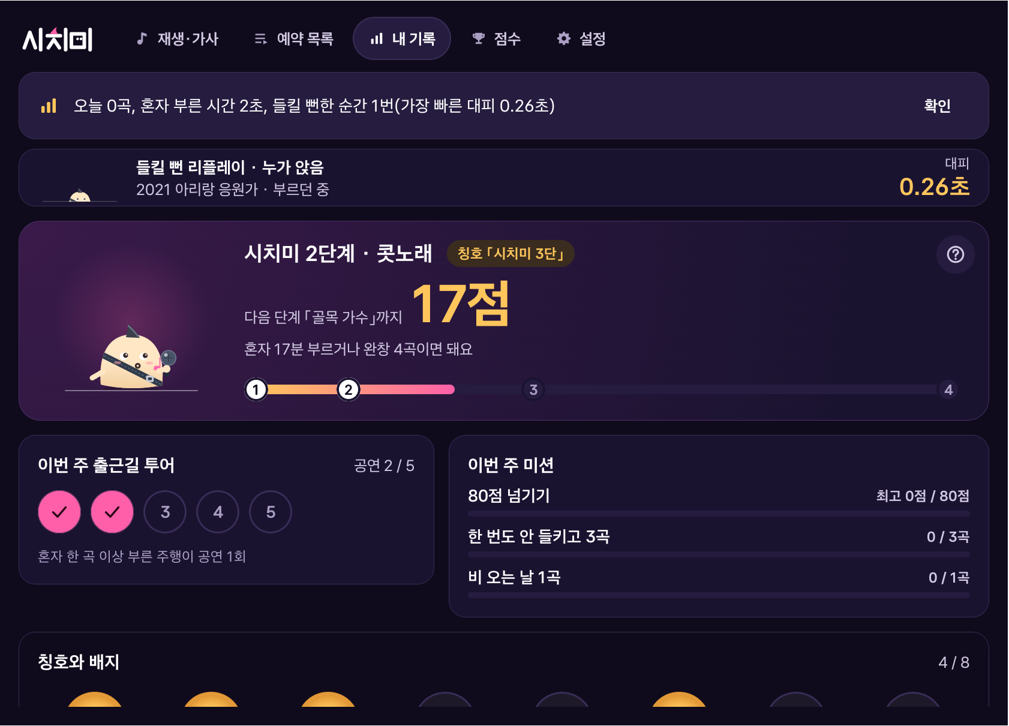 시치미
재생·가사
예약 목록
내 기록
점수
설정
오늘 0곡, 혼자 부른 시간 2초, 들킬 뻔한 순간 1번(가장 빠른 대피 0.26초)
확인
들킬 뻔 리플레이 · 누가 앉음
2021 아리랑 응원가 · 부르던 중
대피
0.26초
시치미 2단계 · 콧노래
칭호 「시치미 3단」
다음 단계 「골목 가수」까지 17점
혼자 17분 부르거나 완창 4곡이면 돼요
1 2 3 4
이번 주 출근길 투어
공연 2 / 5
3 4 5
혼자 한 곡 이상 부른 주행이 공연 1회
이번 주 미션
80점 넘기기
최고 0점 / 80점
한 번도 안 들키고 3곡
0 / 3곡
비 오는 날 1곡
0 / 1곡
칭호와 배지
4 / 8